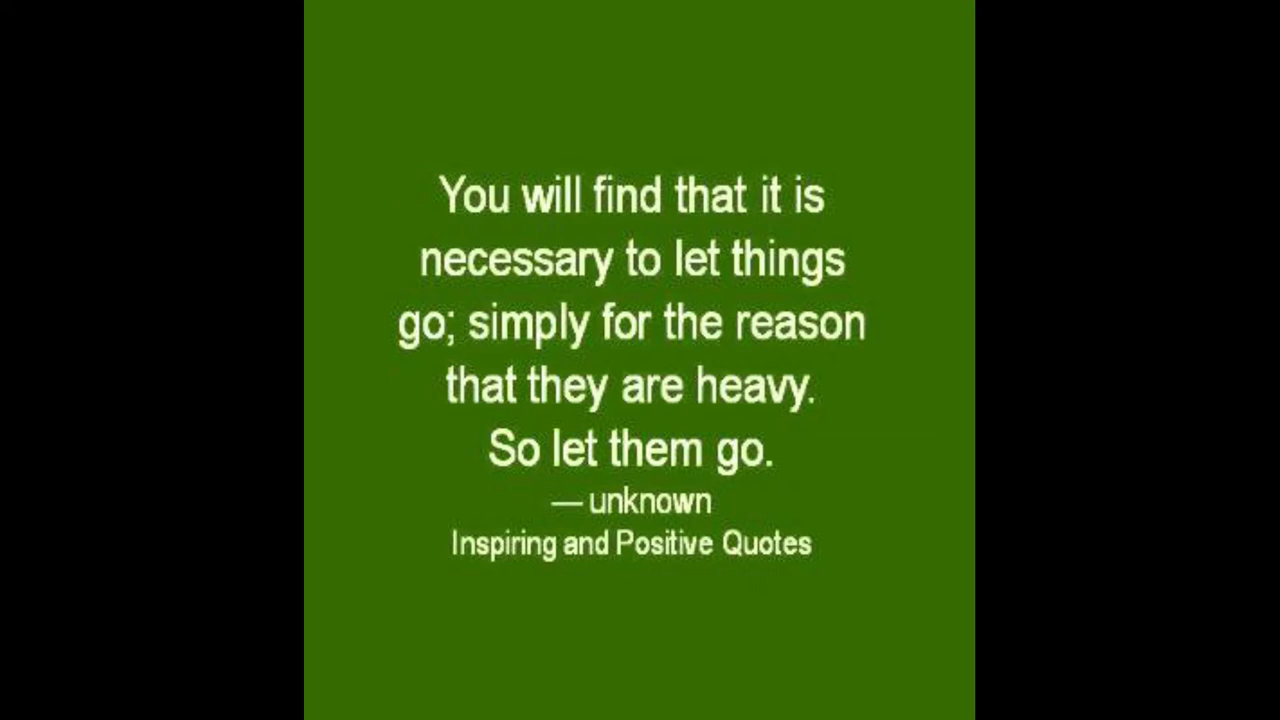 You will find that it is
necessary to let things
go; simply for the reason
that they are heavy.
So let them go.
— unknown
Inspiring and Positive Quotes